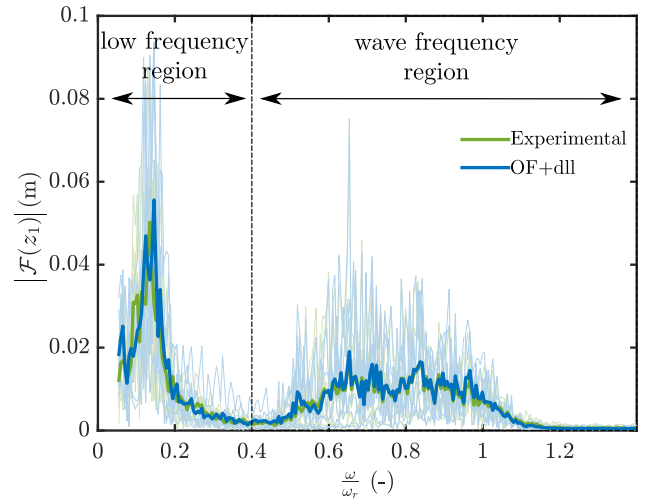 low frequency
region
wave frequency
region
Experimental
OF+dll
|ℱ(z₁)| (m)
0.1
0.08
0.06
0.04
0.02
0
0 0.2 0.4 0.6 0.8 1 1.2
ω/ωᵣ (-)